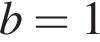 b = 1